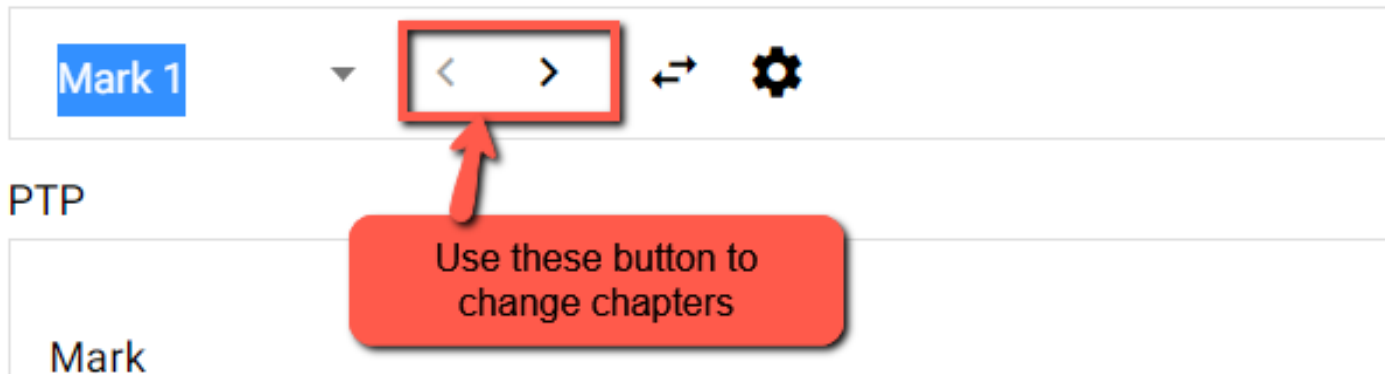 Mark 1
PTP
Use these button to
change chapters
Mark